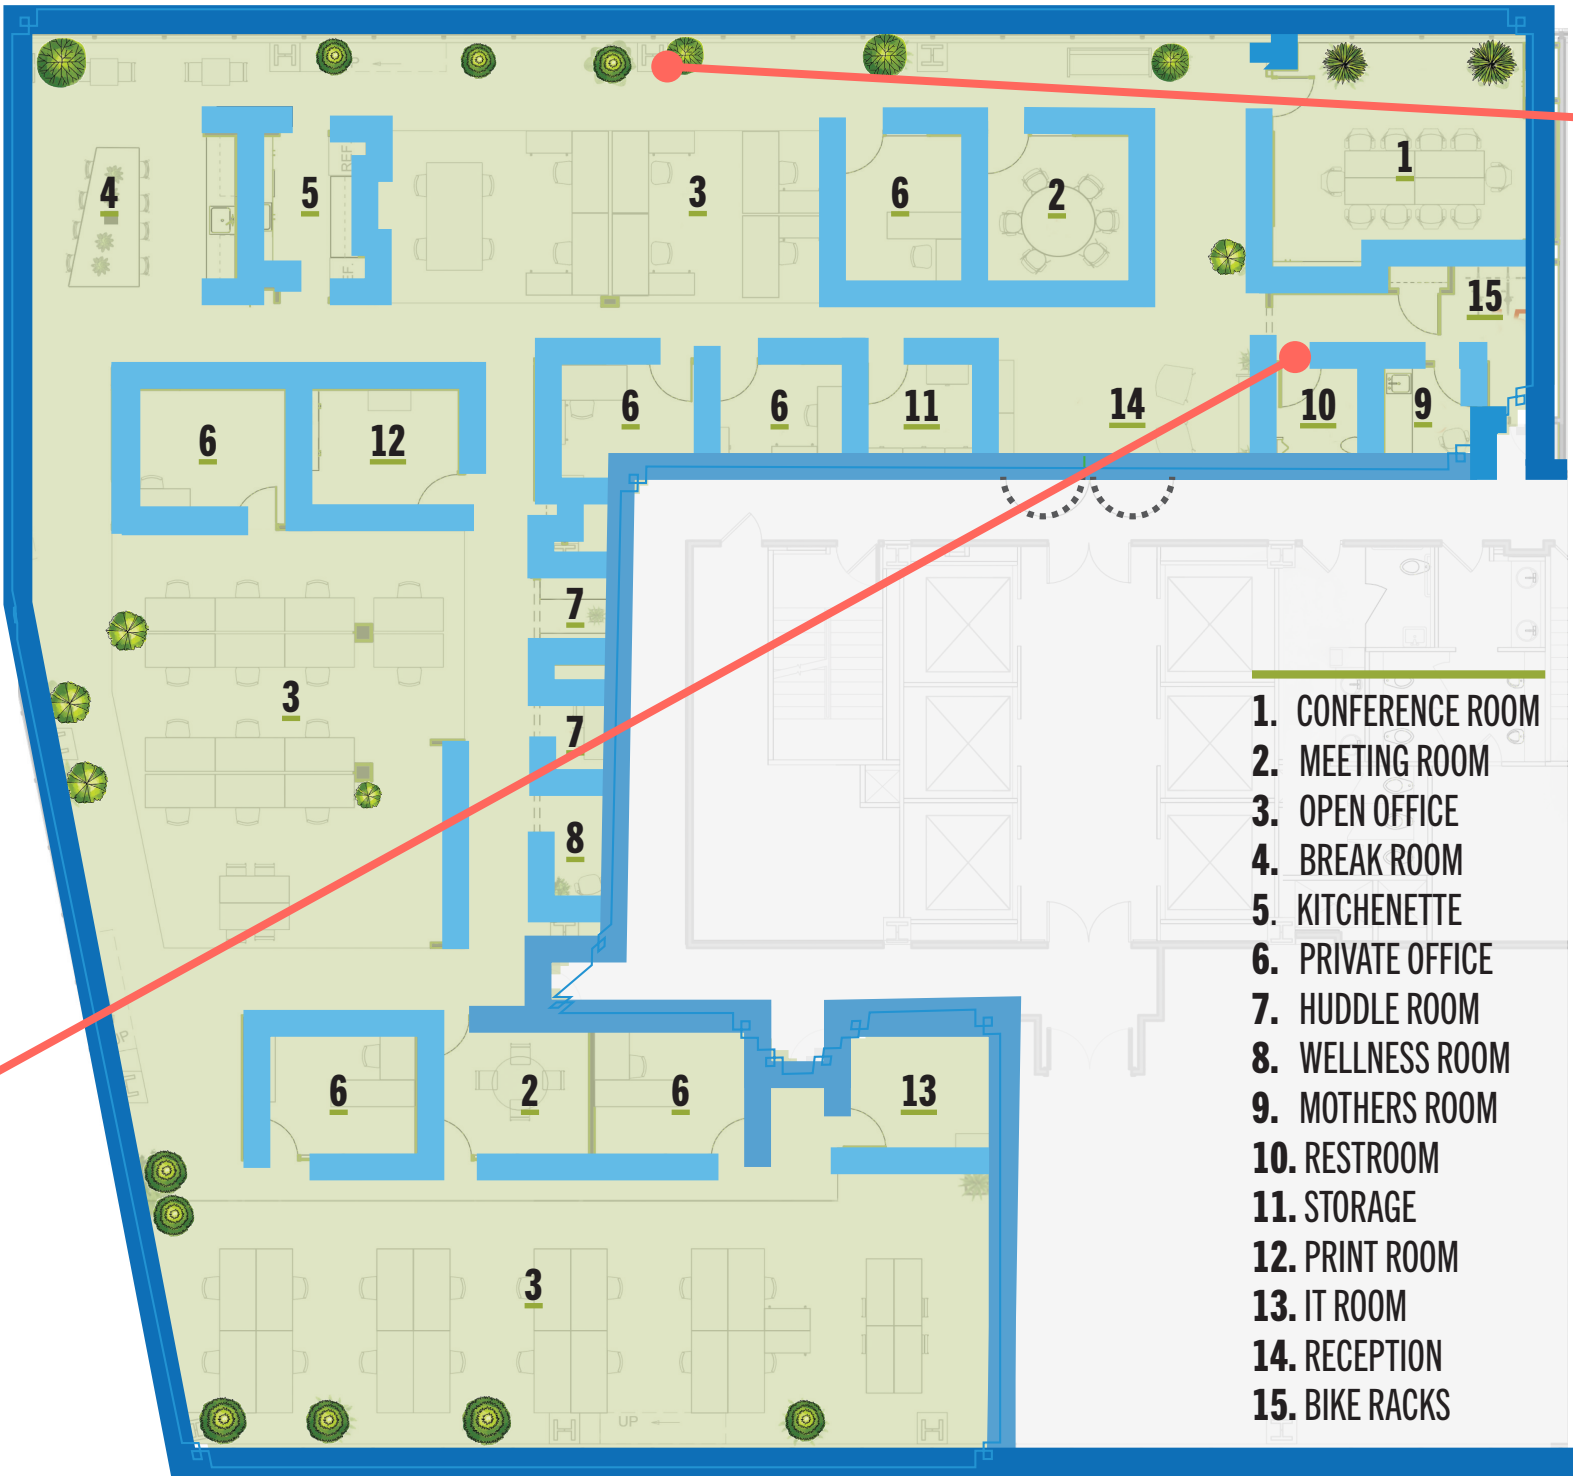 4
5
REF.
3
6
2
1
15
6
6
11
14
10
9
6
12
7
3
7
8
6
2
6
13
3
UP
1. CONFERENCE ROOM
2. MEETING ROOM
3. OPEN OFFICE
4. BREAK ROOM
5. KITCHENETTE
6. PRIVATE OFFICE
7. HUDDLE ROOM
8. WELLNESS ROOM
9. MOTHERS ROOM
10. RESTROOM
11. STORAGE
12. PRINT ROOM
13. IT ROOM
14. RECEPTION
15. BIKE RACKS